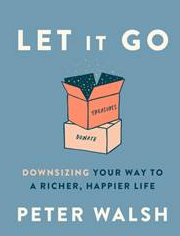 LET IT GO
TREASURES
DONATE
DOWNSIZING YOUR WAY TO
A RICHER, HAPPIER LIFE
PETER WALSH